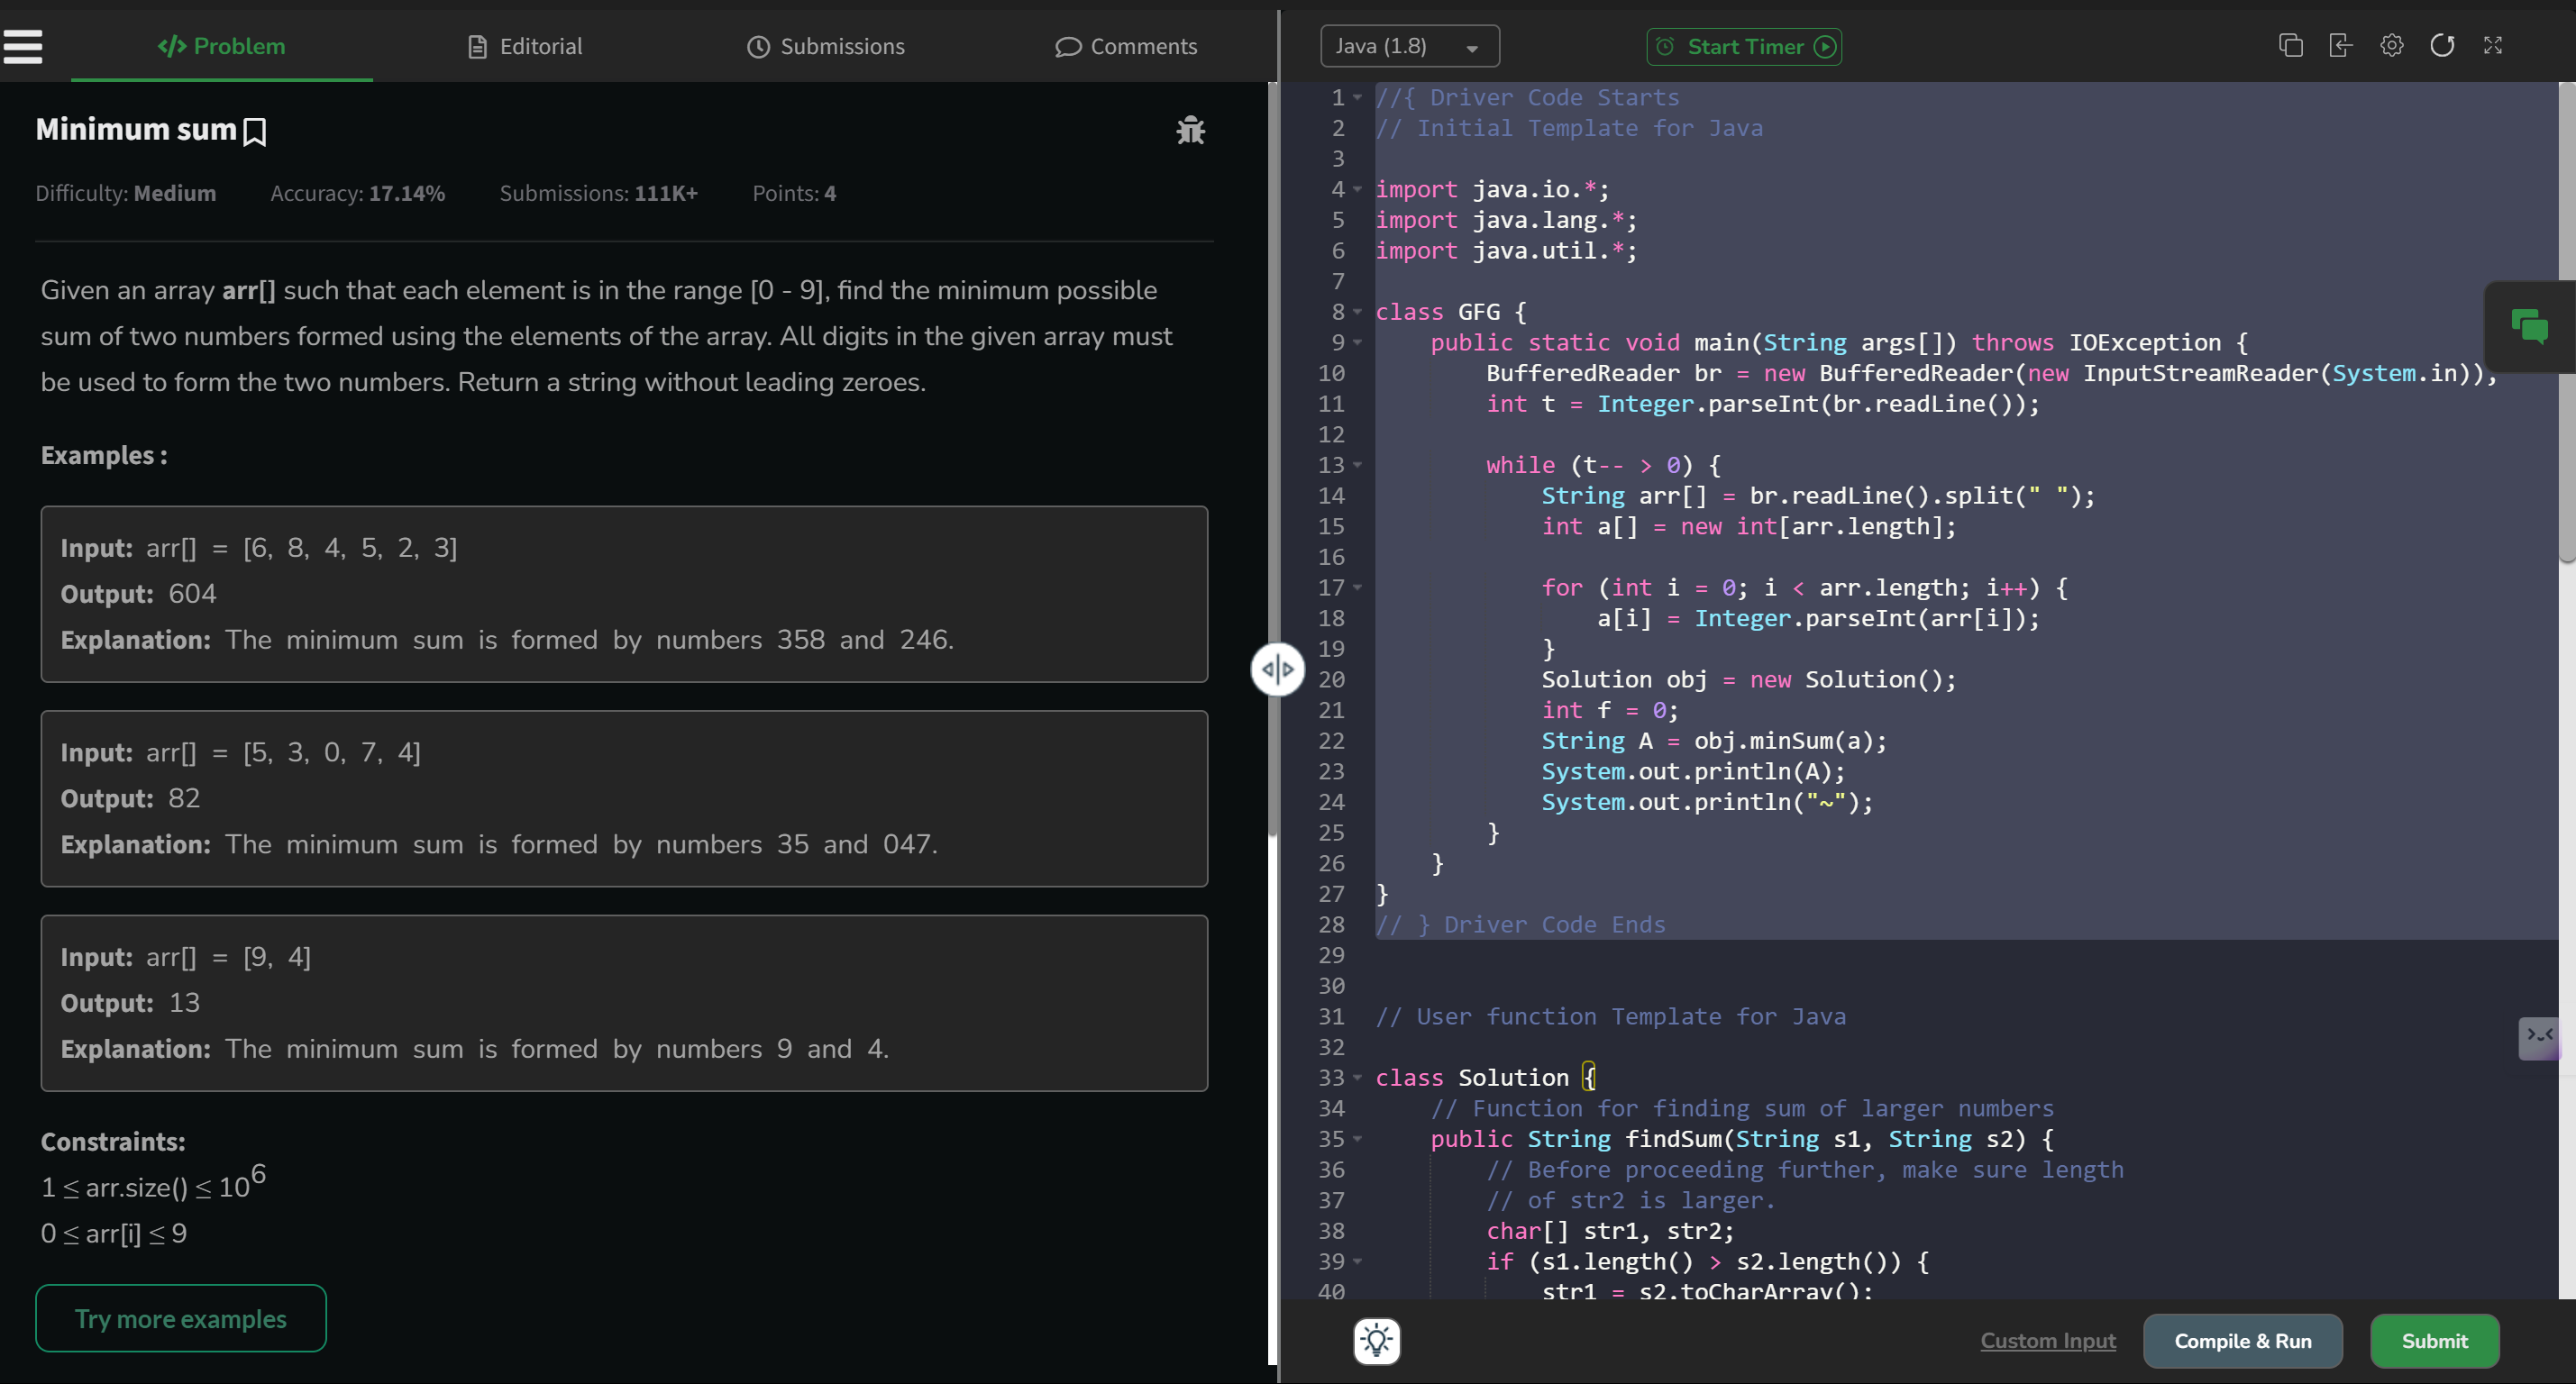 Problem
Editorial
Submissions
Comments
Minimum sum
Difficulty: Medium Accuracy: 17.14% Submissions: 111K+ Points: 4
Given an array arr[] such that each element is in the range [0 - 9], find the minimum possible
sum of two numbers formed using the elements of the array. All digits in the given array must
be used to form the two numbers. Return a string without leading zeroes.
Examples :
Input: arr[] = [6, 8, 4, 5, 2, 3]
Output: 604
Explanation: The minimum sum is formed by numbers 358 and 246.
Input: arr[] = [5, 3, 0, 7, 4]
Output: 82
Explanation: The minimum sum is formed by numbers 35 and 047.
Input: arr[] = [9, 4]
Output: 13
Explanation: The minimum sum is formed by numbers 9 and 4.
Constraints:
1 ≤ arr.size() ≤ 10^6
0 ≤ arr[i] ≤ 9
Try more examples
Java (1.8)
Start Timer
1 //{ Driver Code Starts
2 // Initial Template for Java
3
4 import java.io.*;
5 import java.lang.*;
6 import java.util.*;
7
8 class GFG {
9     public static void main(String args[]) throws IOException {
10         BufferedReader br = new BufferedReader(new InputStreamReader(System.in));
11         int t = Integer.parseInt(br.readLine());
12
13         while (t-- > 0) {
14             String arr[] = br.readLine().split(" ");
15             int a[] = new int[arr.length];
16
17             for (int i = 0; i < arr.length; i++) {
18                 a[i] = Integer.parseInt(arr[i]);
19             }
20             Solution obj = new Solution();
21             int f = 0;
22             String A = obj.minSum(a);
23             System.out.println(A);
24             System.out.println("~");
25         }
26     }
27 }
28 // } Driver Code Ends
29
30
31 // User function Template for Java
32
33 class Solution {
34     // Function for finding sum of larger numbers
35     public String findSum(String s1, String s2) {
36         // Before proceeding further, make sure length
37         // of str2 is larger.
38         char[] str1, str2;
39         if (s1.length() > s2.length()) {
40             str1 = s2.toCharArray();
Custom Input
Compile & Run
Submit